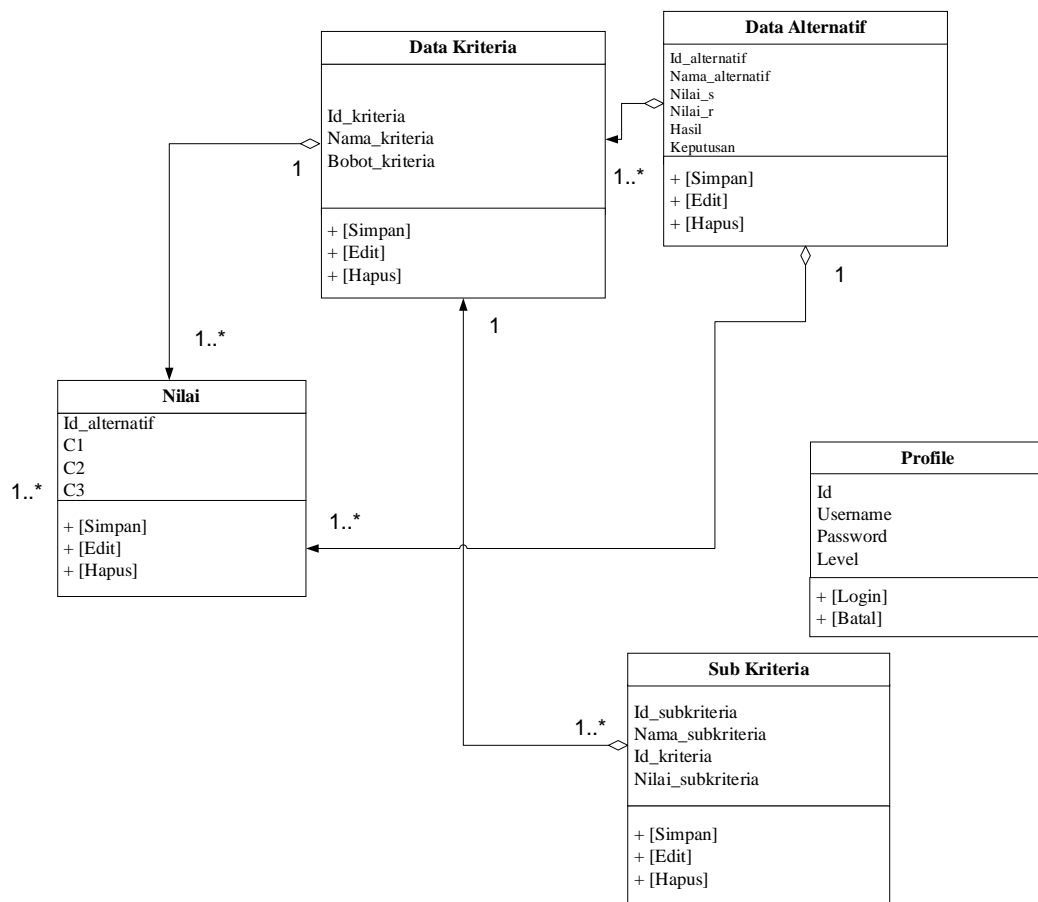 Data Kriteria
Id_kriteria
Nama_kriteria
Bobot_kriteria
+ [Simpan]
+ [Edit]
+ [Hapus]
Data Alternatif
Id_alternatif
Nama_alternatif
Nilai_s
Nilai_r
Hasil
Keputusan
+ [Simpan]
+ [Edit]
+ [Hapus]
1
1..*
1
1
1..*
Nilai
Id_alternatif
C1
C2
C3
+ [Simpan]
+ [Edit]
+ [Hapus]
1..*
1..*
Profile
Id
Username
Password
Level
+ [Login]
+ [Batal]
1..*
Sub Kriteria
Id_subkriteria
Nama_subkriteria
Id_kriteria
Nilai_subkriteria
+ [Simpan]
+ [Edit]
+ [Hapus]